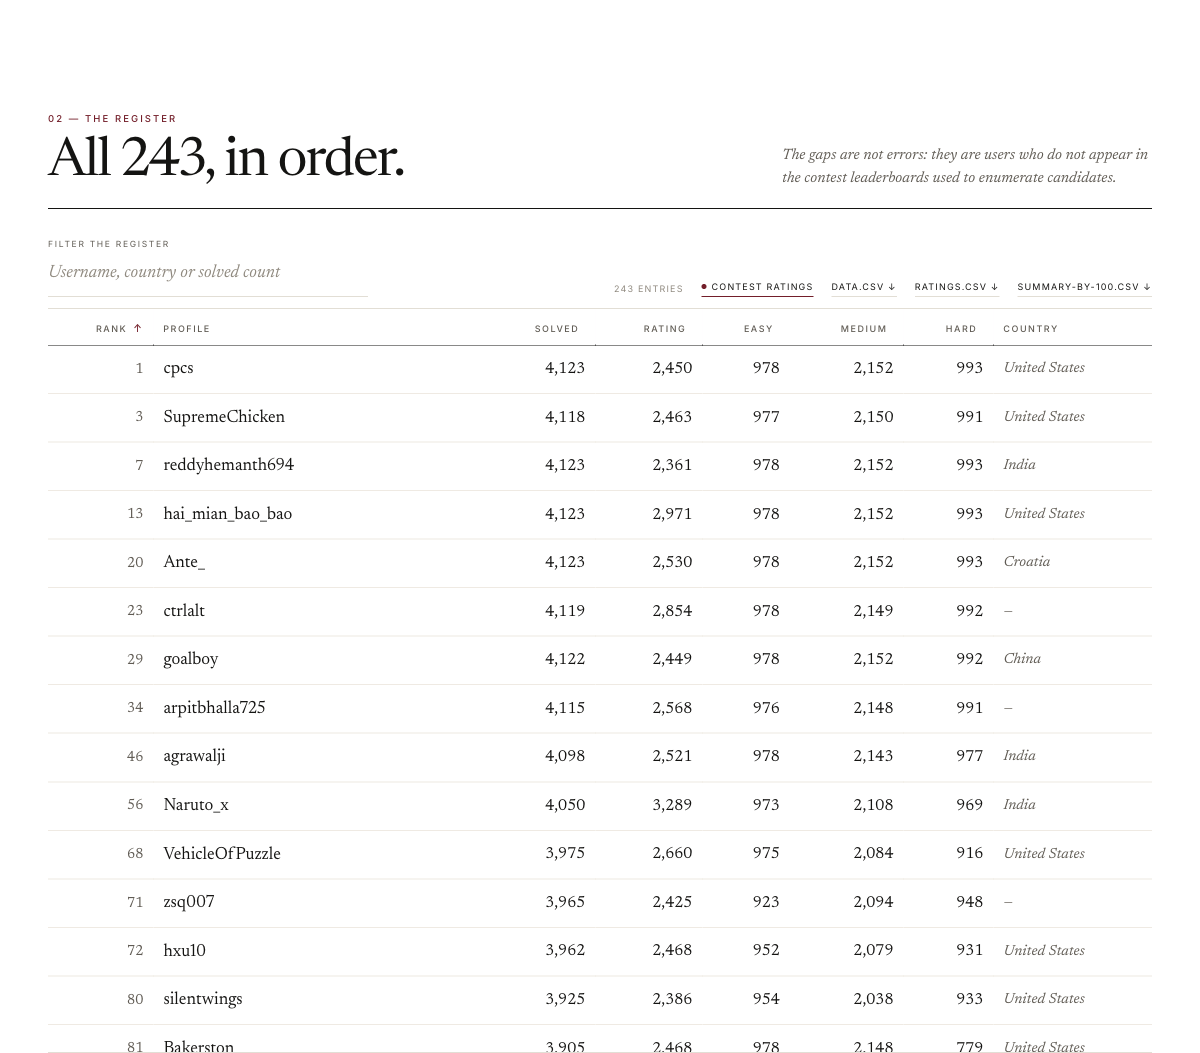 02 — THE REGISTER
All 243, in order.
The gaps are not errors: they are users who do not appear in
the contest leaderboards used to enumerate candidates.
FILTER THE REGISTER
Username, country or solved count
243 ENTRIES • CONTEST RATINGS DATA.CSV ↓ RATINGS.CSV ↓ SUMMARY-BY-100.CSV ↓
RANK ↑ PROFILE SOLVED RATING EASY MEDIUM HARD COUNTRY
1 cpcs 4,123 2,450 978 2,152 993 United States
3 SupremeChicken 4,118 2,463 977 2,150 991 United States
7 reddyhemanth694 4,123 2,361 978 2,152 993 India
13 hai_mian_bao_bao 4,123 2,971 978 2,152 993 United States
20 Ante_ 4,123 2,530 978 2,152 993 Croatia
23 ctrlalt 4,119 2,854 978 2,149 992 –
29 goalboy 4,122 2,449 978 2,152 992 China
34 arpitbhalla725 4,115 2,568 976 2,148 991 –
46 agrawalji 4,098 2,521 978 2,143 977 India
56 Naruto_x 4,050 3,289 973 2,108 969 India
68 VehicleOfPuzzle 3,975 2,660 975 2,084 916 United States
71 zsq007 3,965 2,425 923 2,094 948 –
72 hxu10 3,962 2,468 952 2,079 931 United States
80 silentwings 3,925 2,386 954 2,038 933 United States
81 Bakerston 3,905 2,468 978 2,148 779 United States